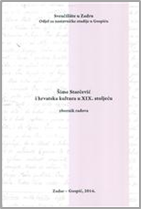 Sveučilište u Zadru
Odjel za nastavničke studije u Gospiću
Šime Starčević
i hrvatska kultura u XIX. stoljeću
zbornik radova
Zadar – Gospić, 2014.